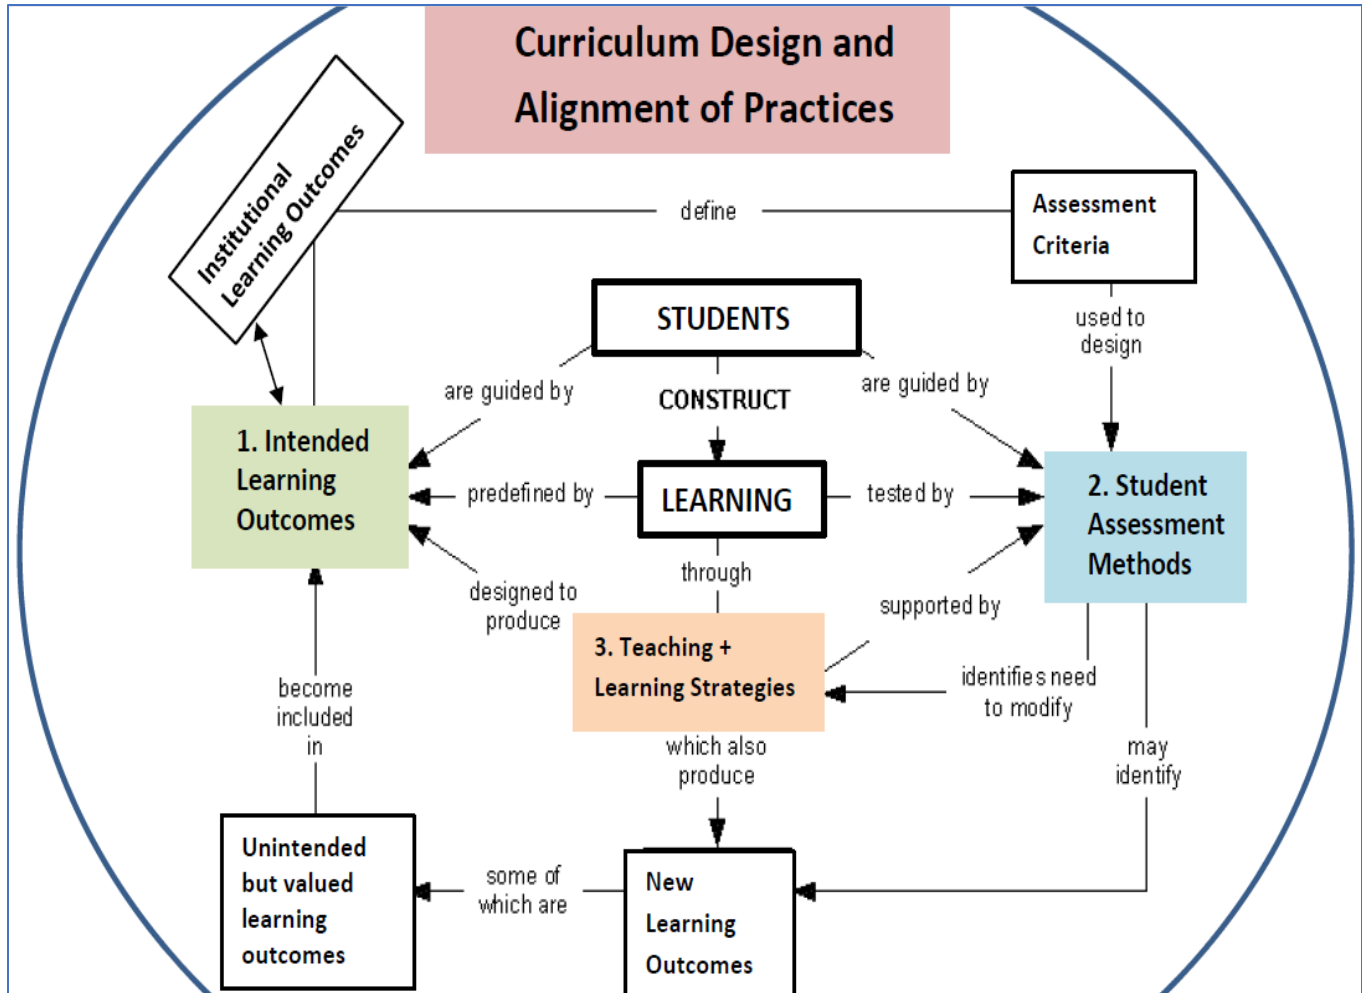 Curriculum Design and
Alignment of Practices
Institutional
Learning Outcomes
define
Assessment
Criteria
STUDENTS
used to
design
are guided by
CONSTRUCT
are guided by
1. Intended
Learning
Outcomes
predefined by
LEARNING
tested by
2. Student
Assessment
Methods
designed to
produce
through
supported by
3. Teaching +
Learning Strategies
identifies need
to modify
become
included
in
which also
produce
may
identify
Unintended
but valued
learning
outcomes
some of
which are
New
Learning
Outcomes